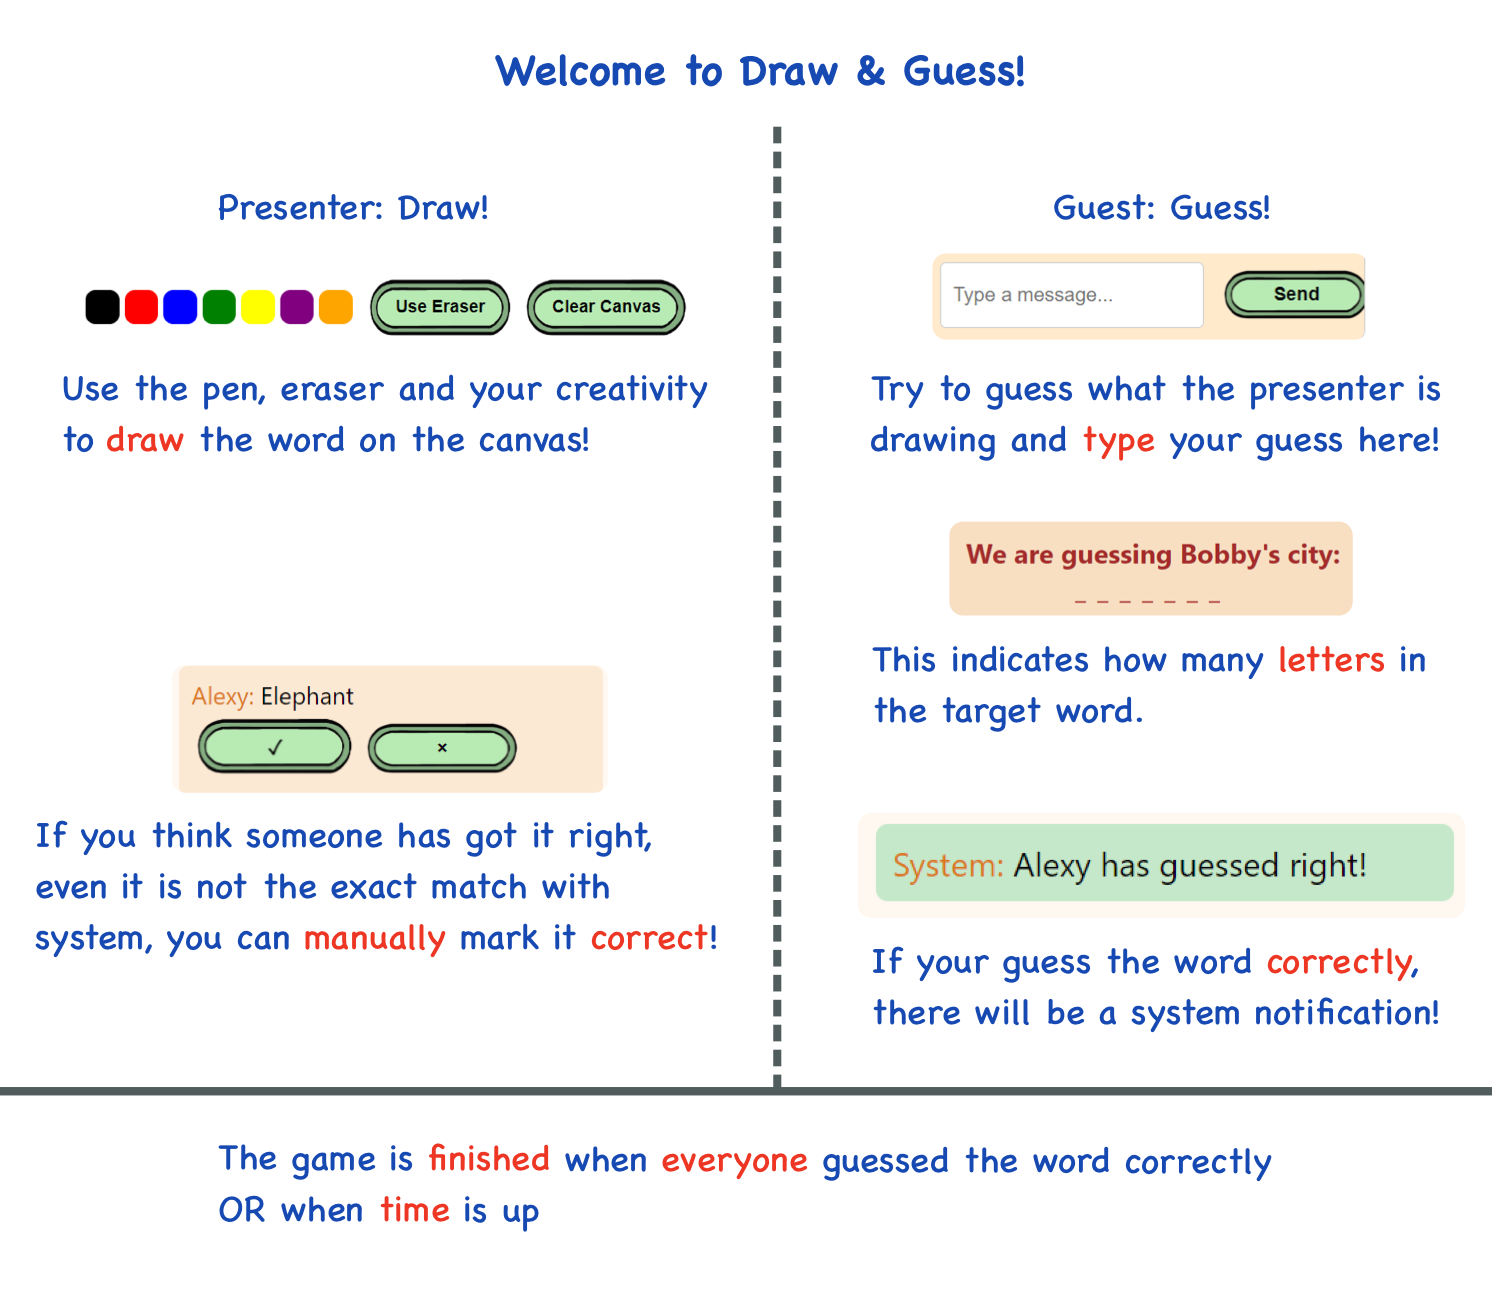 Welcome to Draw & Guess!
Presenter: Draw!
Use Eraser
Clear Canvas
Use the pen, eraser and your creativity
to draw the word on the canvas!
Alexy: Elephant
✓
×
If you think someone has got it right,
even it is not the exact match with
system, you can manually mark it correct!
Guest: Guess!
Type a message...
Send
Try to guess what the presenter is
drawing and type your guess here!
We are guessing Bobby's city:
_ _ _ _ _ _ _
This indicates how many letters in
the target word.
System: Alexy has guessed right!
If your guess the word correctly,
there will be a system notification!
The game is finished when everyone guessed the word correctly
OR when time is up